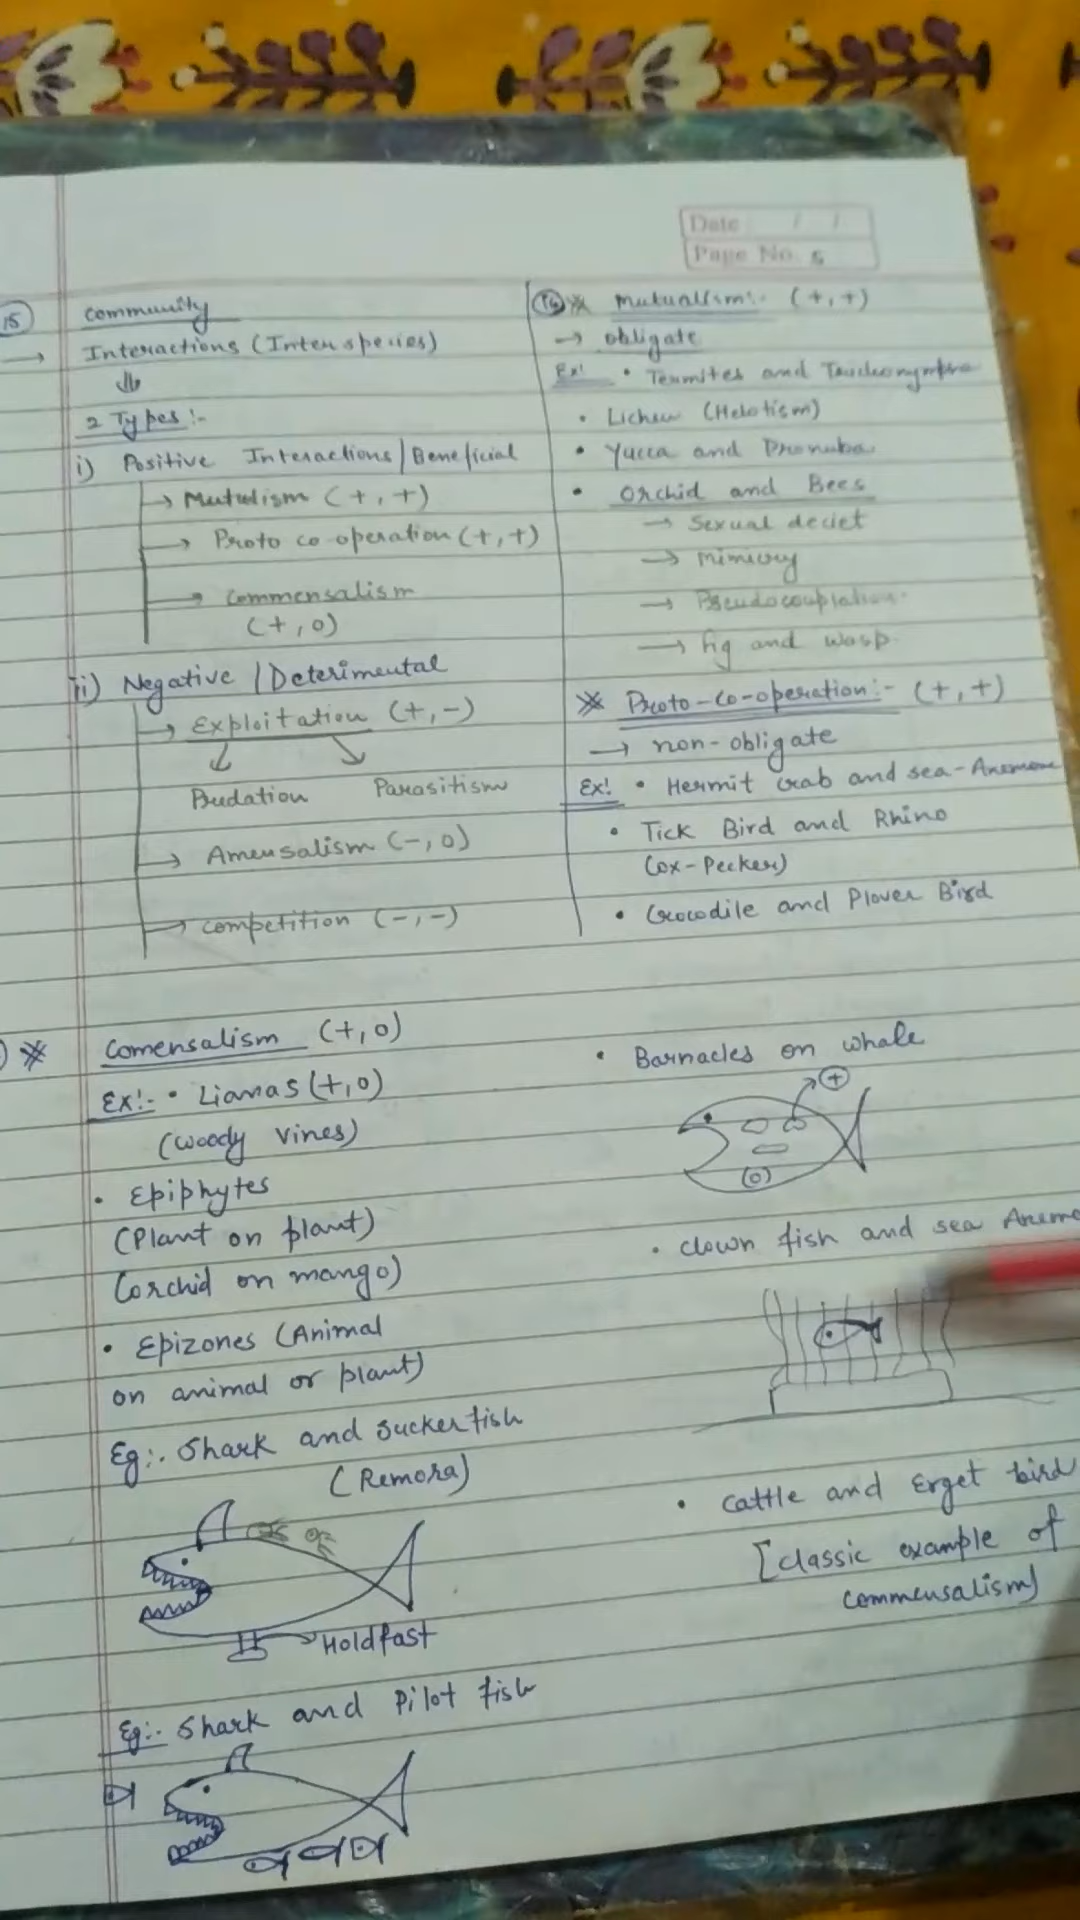 Date / /
Page No. 5
15 community
→ Interactions (Interspecies)
2 Types:-
i) Positive Interactions/Beneficial
→ Mutulism (+,+)
→ Proto co-operation (+,+)
→ commensalism
(+,0)
ii) Negative / Deterimental
→ Exploitation (+,-)
Predation Parasitism
→ Amensalism (-,0)
→ competition (-,-)
16 Mutualism:- (+,+)
→ obligate
Ex! • Termites and
• Lichen (Helotism)
• Yucca and Pronuba
• Orchid and Bees
→ Sexual deciet
→ Mimicry
→
→ fig and wasp.
Proto-co-operation:- (+,+)
→ non-obligate
Ex! • Hermit crab and sea-Anemone
• Tick Bird and Rhino
(ox-Pecker)
• Crocodile and Plover Bird
Comensalism (+,0)
Ex!:- • Lianas (+,0)
(woody vines)
• Epiphytes
(Plant on plant)
(orchid on mango)
• Epizones (Animal
on animal or plant)
Eg:. Shark and Suckerfish
(Remora)
Holdfast
Eg:- Shark and Pilot fish
• Barnacles on whale
(+)
(0)
• clown fish and sea Anemo
• cattle and Erget bird
[classic example of
commensalism]